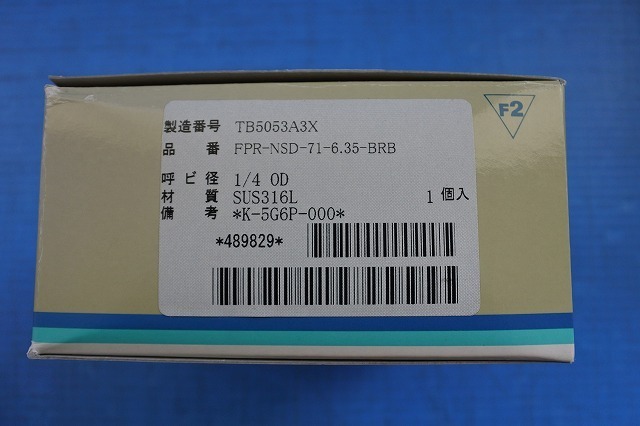 F2
製造番号 TB5053A3X
品 番 FPR-NSD-71-6.35-BRB
呼ビ径 1/4 OD
材 質 SUS316L 1個入
備 考 *K-5G6P-000*
*489829*